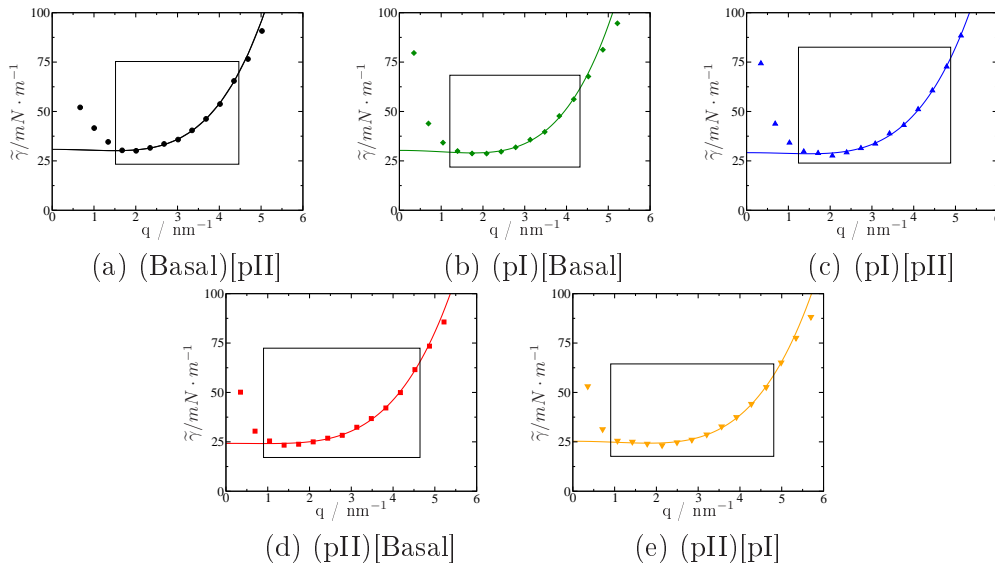 100
75
50
25
0
γ̃/mN · m⁻¹
0 1 2 3 4 5 6
q / nm⁻¹
(a) (Basal)[pII]
100
75
50
25
0
γ̃/mN · m⁻¹
0 1 2 3 4 5 6
q / nm⁻¹
(b) (pI)[Basal]
100
75
50
25
0
γ̃/mN · m⁻¹
0 1 2 3 4 5 6
q / nm⁻¹
(c) (pI)[pII]
100
75
50
25
0
γ̃/mN · m⁻¹
0 1 2 3 4 5 6
q / nm⁻¹
(d) (pII)[Basal]
100
75
50
25
0
γ̃/mN · m⁻¹
0 1 2 3 4 5 6
q / nm⁻¹
(e) (pII)[pI]